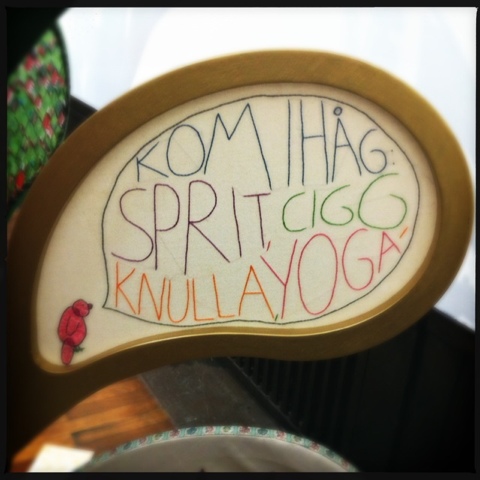 KOM IHÅG:
SPRIT, CIGG
KNULLA, YOGA